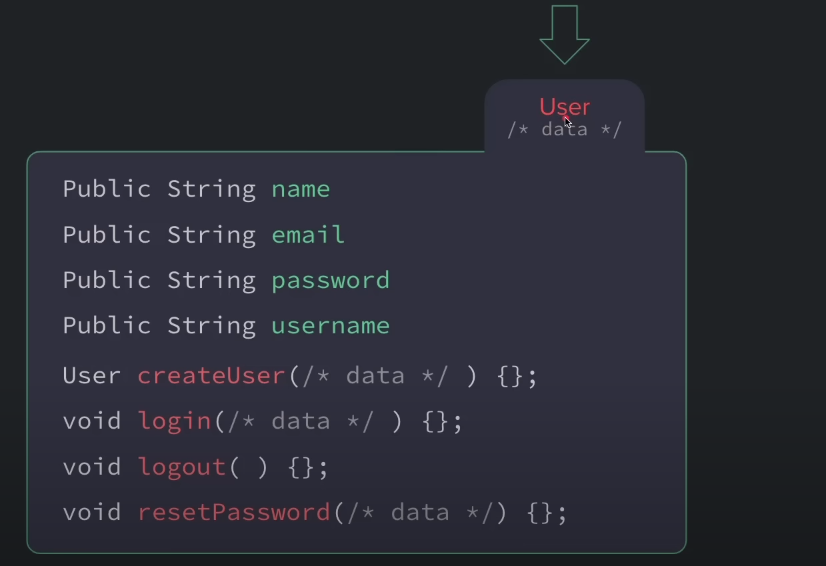 User
/* data */
Public String name
Public String email
Public String password
Public String username
User createUser(/* data */ ) {};
void login(/* data */ ) {};
void logout( ) {};
void resetPassword(/* data */) {};